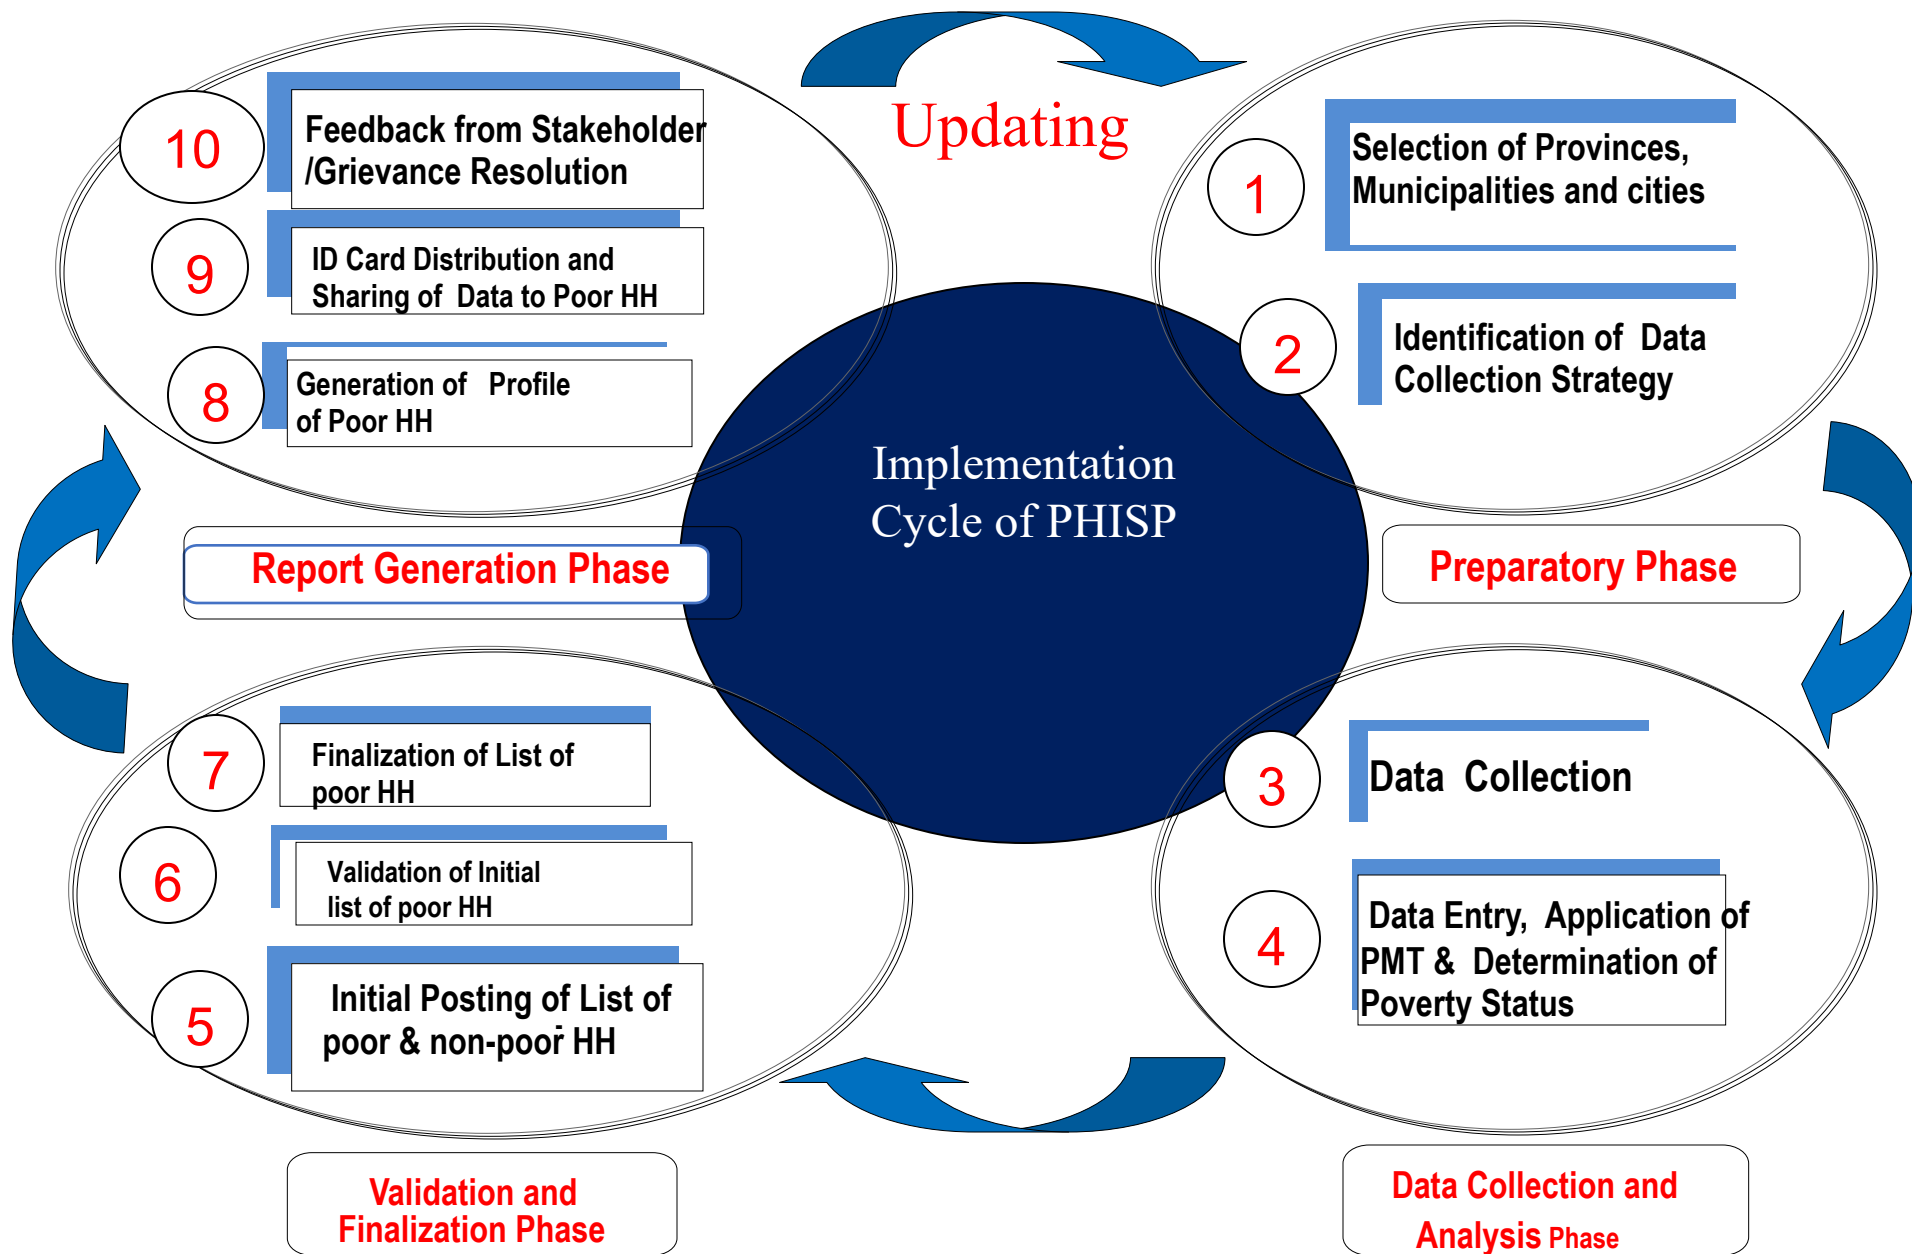 Updating
10
Feedback from Stakeholder
/Grievance Resolution
9
ID Card Distribution and
Sharing of Data to Poor HH
8
Generation of Profile
of Poor HH
Report Generation Phase
1
Selection of Provinces,
Municipalities and cities
2
Identification of Data
Collection Strategy
Preparatory Phase
Implementation
Cycle of PHISP
7
Finalization of List of
poor HH
6
Validation of Initial
list of poor HH
5
Initial Posting of List of
poor & non-poor HH
Validation and
Finalization Phase
3
Data Collection
4
Data Entry, Application of
PMT & Determination of
Poverty Status
Data Collection and
Analysis Phase